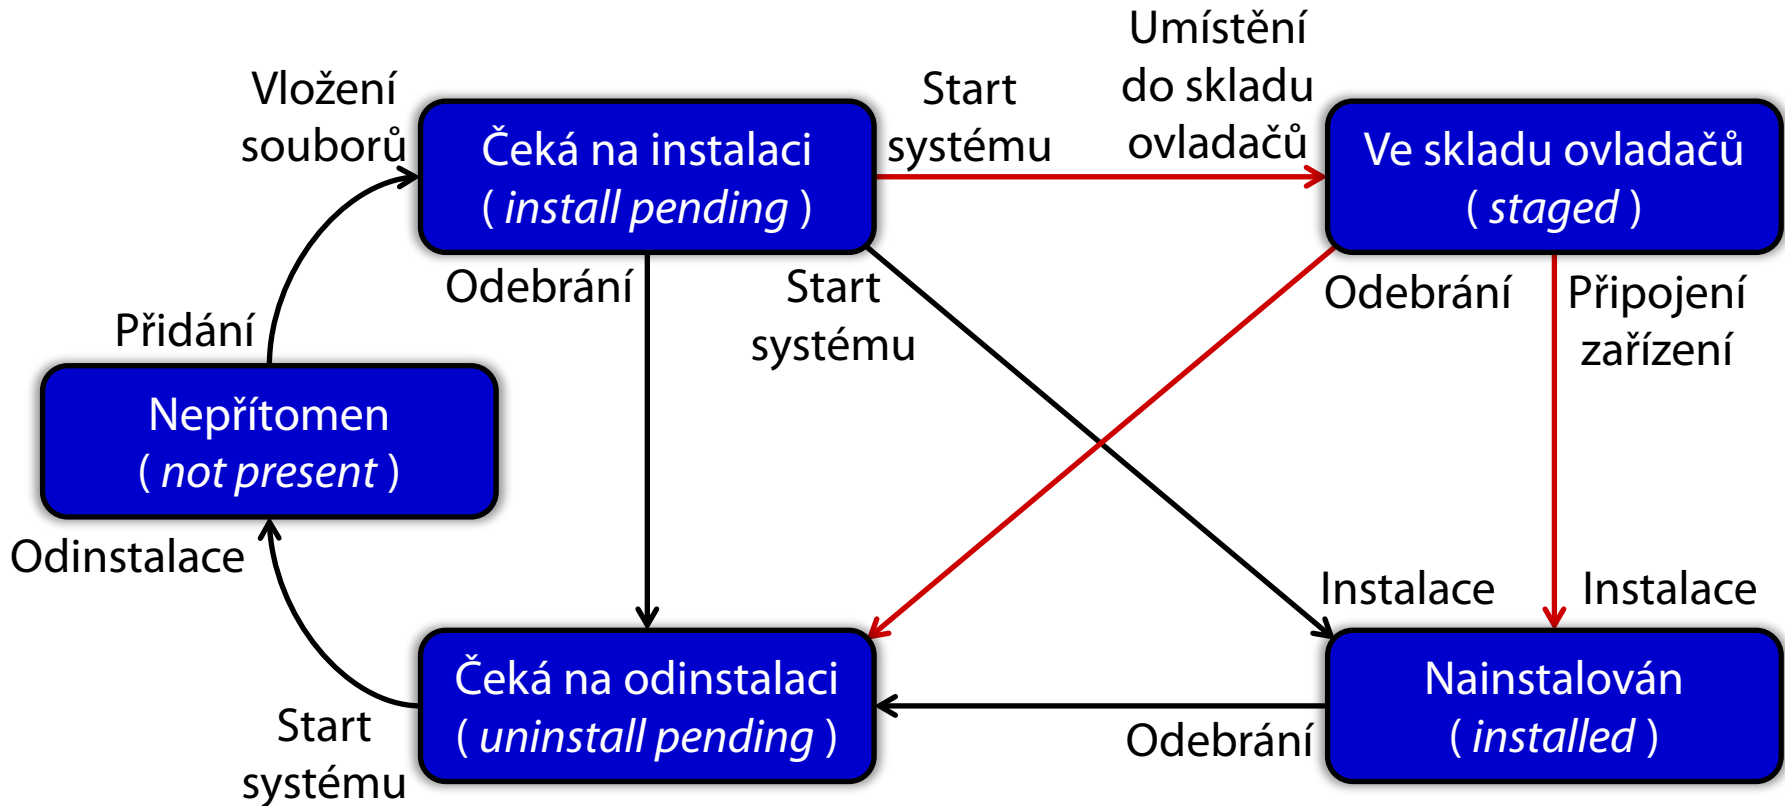 Umístění
do skladu
ovladačů
Vložení
souborů
Start
systému
Čeká na instalaci
( install pending )
Ve skladu ovladačů
( staged )
Odebrání
Start
systému
Odebrání
Připojení
zařízení
Přidání
Nepřítomen
( not present )
Odinstalace
Instalace
Instalace
Čeká na odinstalaci
( uninstall pending )
Nainstalován
( installed )
Start
systému
Odebrání